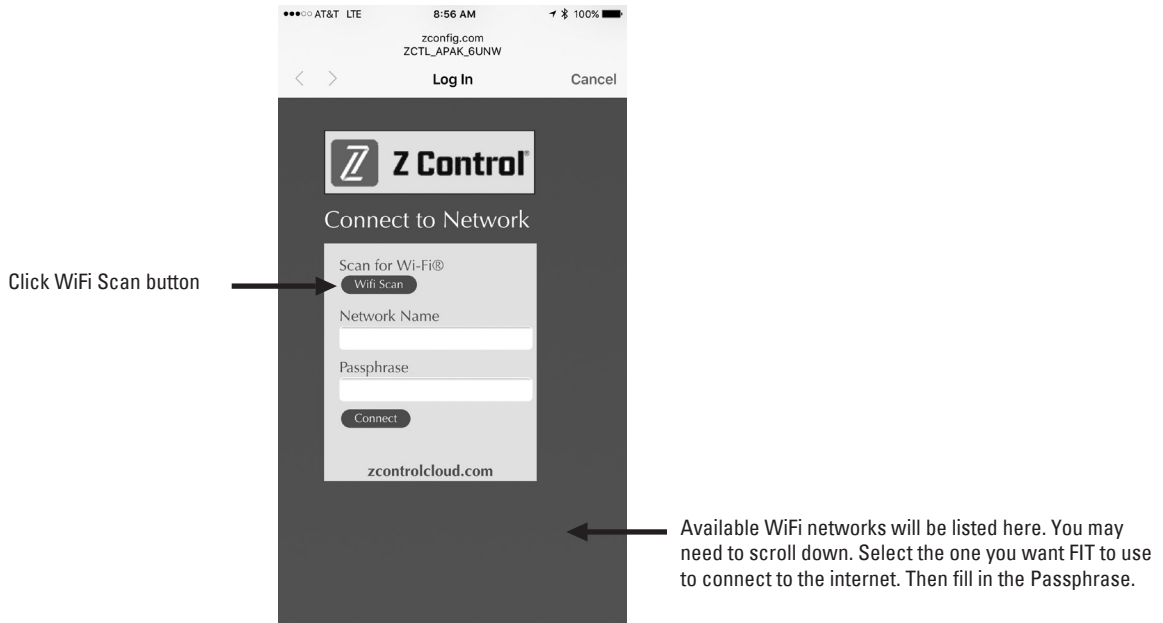 ●●●○○ AT&T LTE 8:56 AM 100%
zconfig.com
ZCTL_APAK_6UNW
< > Log In Cancel
Z Control®
Connect to Network
Scan for Wi-Fi®
Click WiFi Scan button
Wifi Scan
Network Name
Passphrase
Connect
zcontrolcloud.com
Available WiFi networks will be listed here. You may
need to scroll down. Select the one you want FIT to use
to connect to the internet. Then fill in the Passphrase.